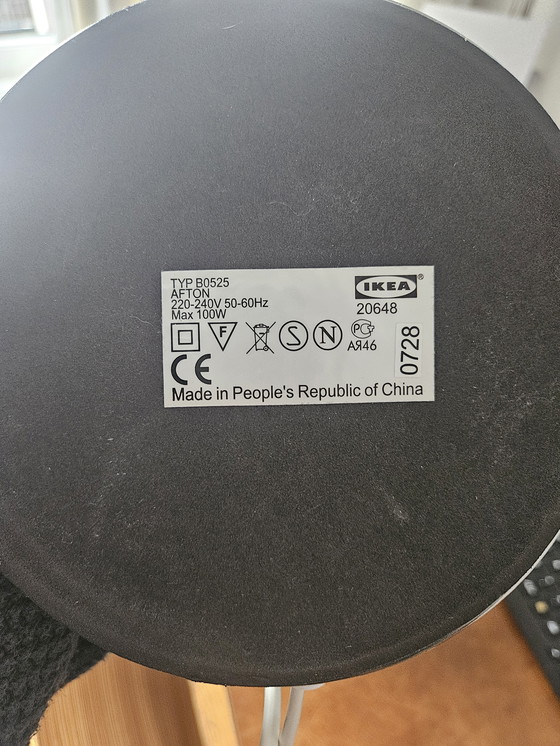 TYP B0525
AFTON
220-240V 50-60Hz
Max 100W
IKEA®
20648
F
S
N
PG
АЯ46
0728
CE
Made in People's Republic of China